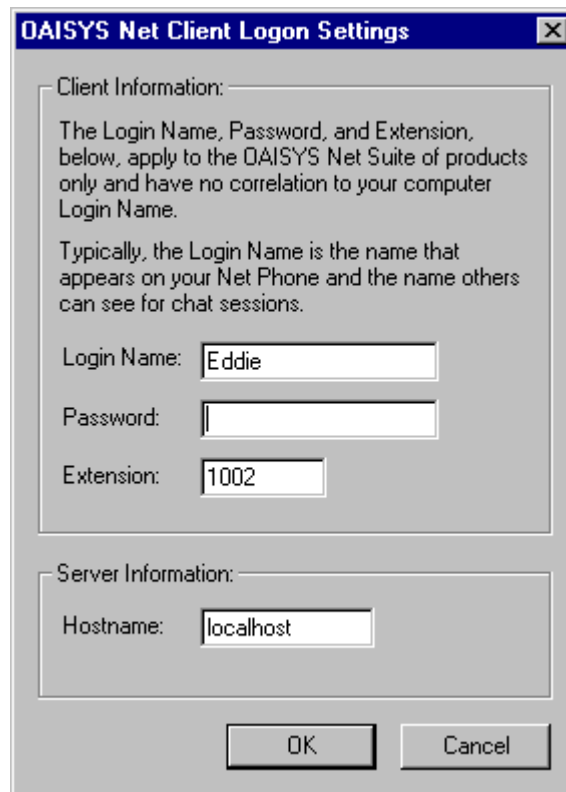 OAISYS Net Client Logon Settings
Client Information:
The Login Name, Password, and Extension,
below, apply to the OAISYS Net Suite of products
only and have no correlation to your computer
Login Name.
Typically, the Login Name is the name that
appears on your Net Phone and the name others
can see for chat sessions.
Login Name: Eddie
Password:
Extension: 1002
Server Information:
Hostname: localhost
OK Cancel